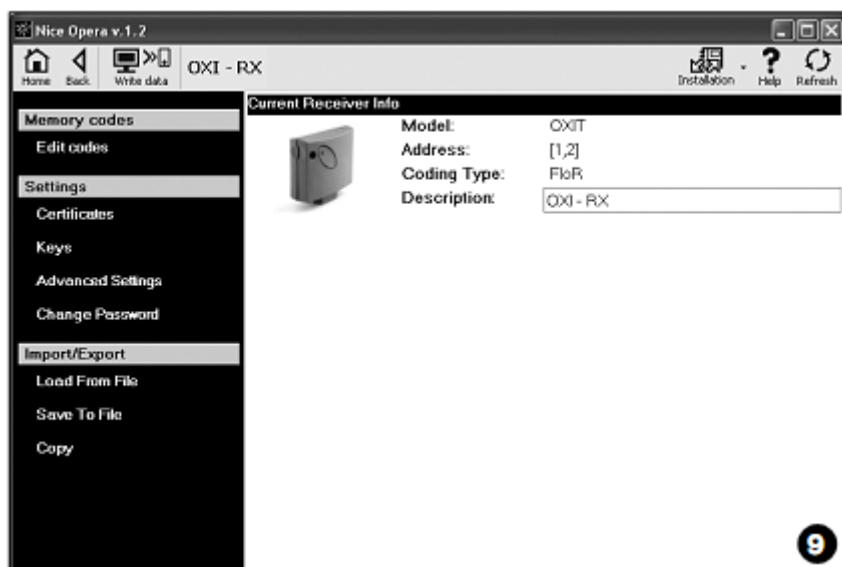 Nice Opera v.1.2
Home Back Write data OXI - RX Installation Help Refresh
Current Receiver Info
Memory codes
Edit codes
Settings
Certificates
Keys
Advanced Settings
Change Password
Import/Export
Load From File
Save To File
Copy
Model: OXIT
Address: [1,2]
Coding Type: FloR
Description: OXI - RX
9